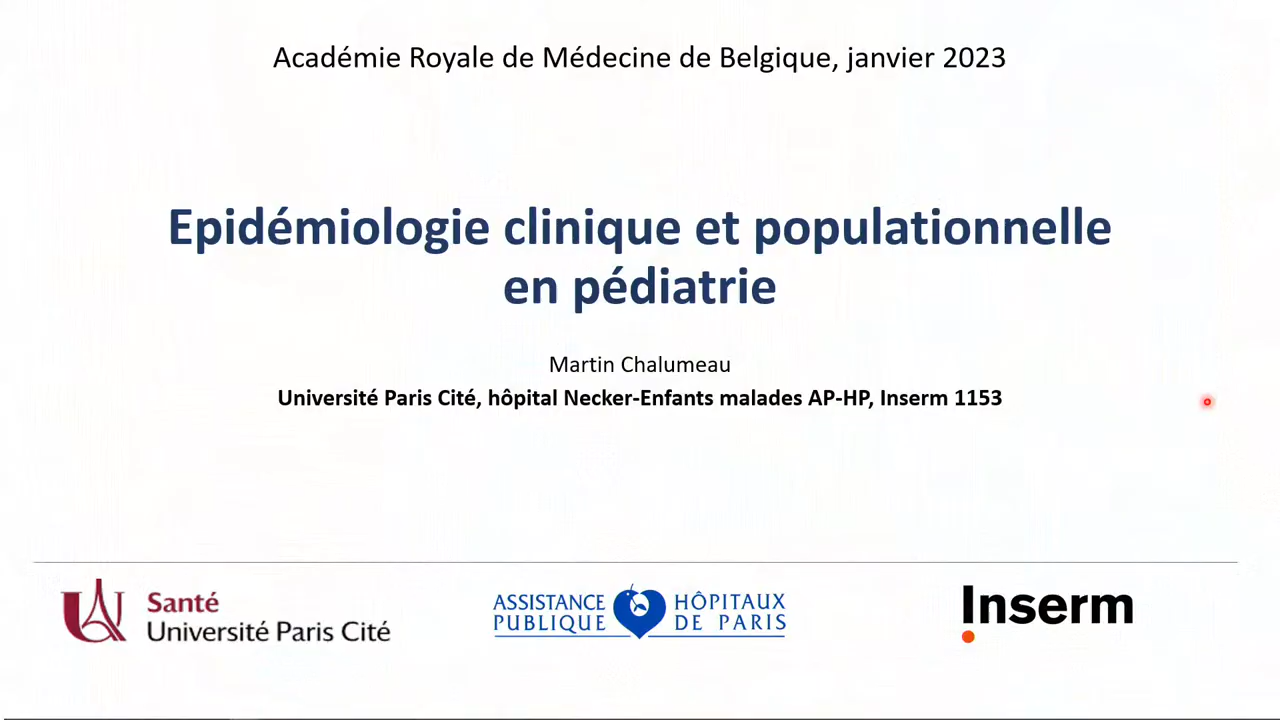 Académie Royale de Médecine de Belgique, janvier 2023
Epidémiologie clinique et populationnelle
en pédiatrie
Martin Chalumeau
Université Paris Cité, hôpital Necker-Enfants malades AP-HP, Inserm 1153
Santé
Université Paris Cité
ASSISTANCE HÔPITAUX
PUBLIQUE DE PARIS
Inserm